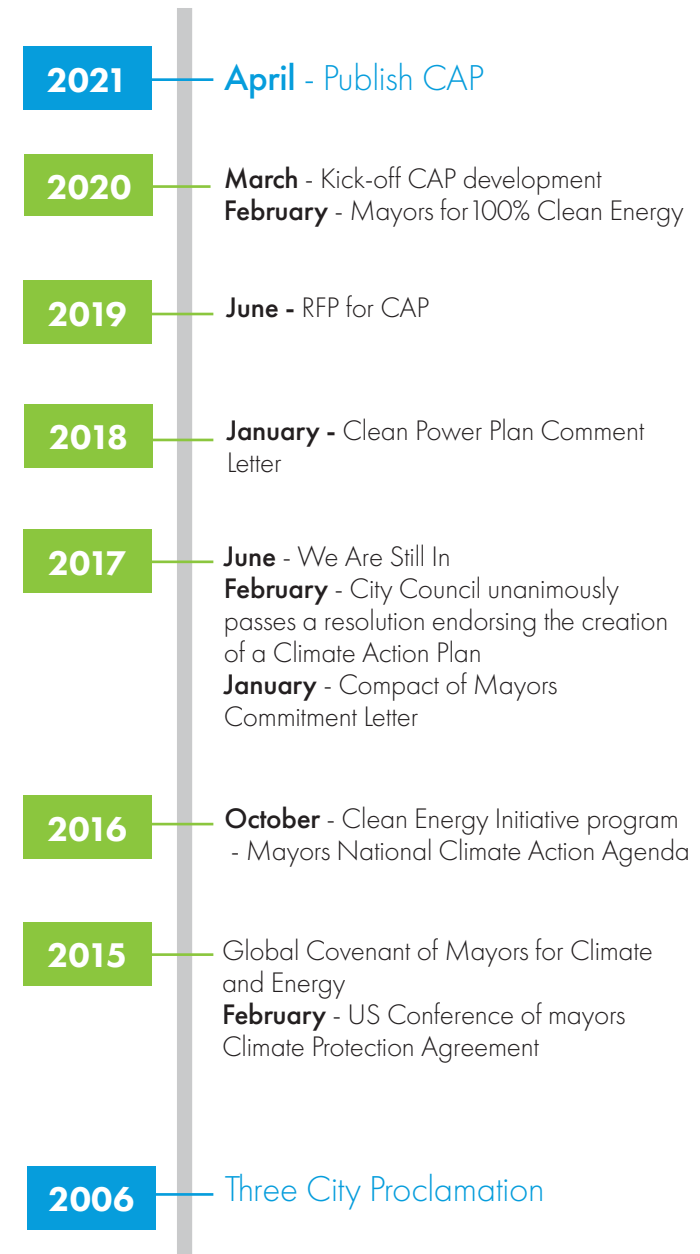 2021
April - Publish CAP
2020
March - Kick-off CAP development
February - Mayors for100% Clean Energy
2019
June - RFP for CAP
2018
January - Clean Power Plan Comment
Letter
2017
June - We Are Still In
February - City Council unanimously
passes a resolution endorsing the creation
of a Climate Action Plan
January - Compact of Mayors
Commitment Letter
2016
October - Clean Energy Initiative program
- Mayors National Climate Action Agenda
2015
Global Covenant of Mayors for Climate
and Energy
February - US Conference of mayors
Climate Protection Agreement
2006
Three City Proclamation